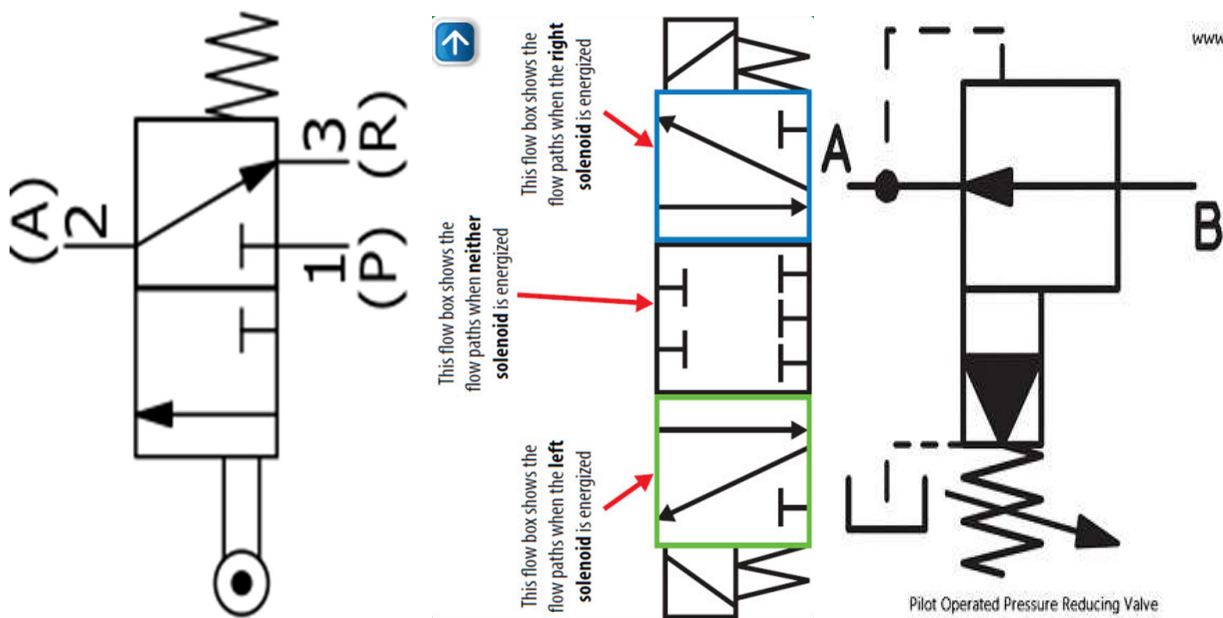 (A)
2
3
(R)
1
(P)
This flow box shows the
flow paths when the left
solenoid is energized
This flow box shows the
flow paths when neither
solenoid is energized
This flow box shows the
flow paths when the right
solenoid is energized
www
A
B
Pilot Operated Pressure Reducing Valve